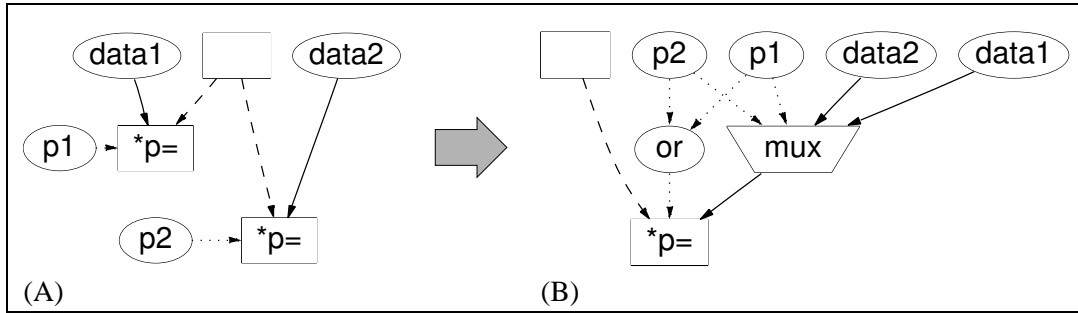 data1
data2
p1
*p=
p2
*p=
(A)
p2
p1
data2
data1
or
mux
*p=
(B)